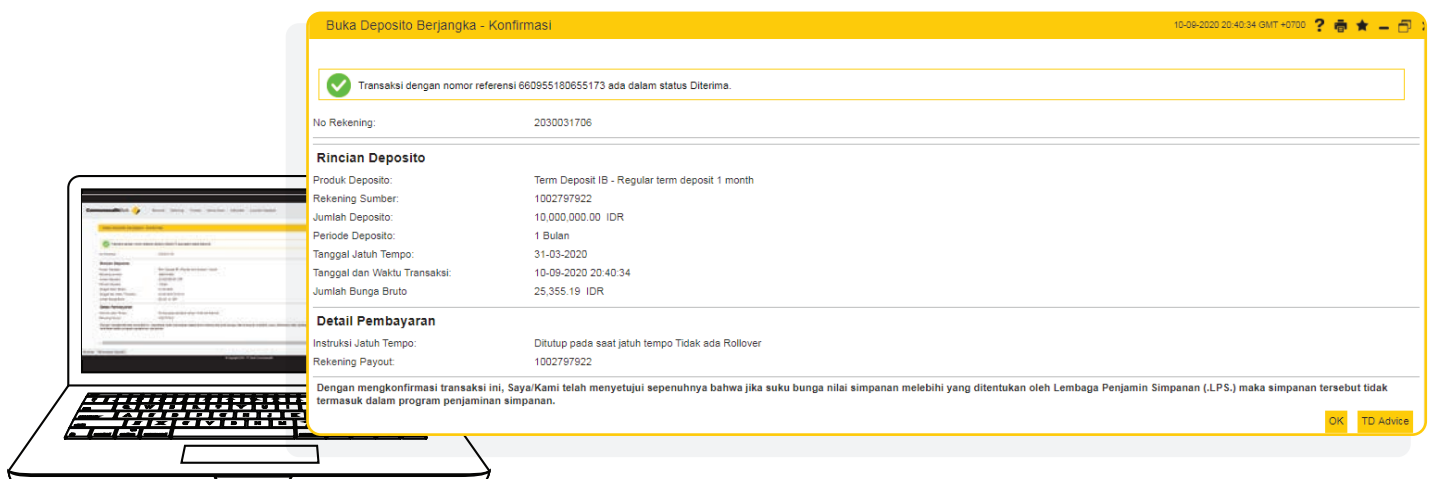 Buka Deposito Berjangka - Konfirmasi
10-09-2020 20:40:34 GMT +0700 ?
Transaksi dengan nomor referensi 660955180655173 ada dalam status Diterima.
No Rekening: 2030031706
Rincian Deposito
Produk Deposito: Term Deposit IB - Regular term deposit 1 month
Rekening Sumber: 1002797922
Jumlah Deposito: 10,000,000.00 IDR
Periode Deposito: 1 Bulan
Tanggal Jatuh Tempo: 31-03-2020
Tanggal dan Waktu Transaksi: 10-09-2020 20:40:34
Jumlah Bunga Bruto 25,355.19 IDR
Detail Pembayaran
Instruksi Jatuh Tempo: Ditutup pada saat jatuh tempo Tidak ada Rollover
Rekening Payout: 1002797922
Dengan mengkonfirmasi transaksi ini, Saya/Kami telah menyetujui sepenuhnya bahwa jika suku bunga nilai simpanan melebihi yang ditentukan oleh Lembaga Penjamin Simpanan (.LPS.) maka simpanan tersebut tidak
termasuk dalam program penjaminan simpanan.
OK TD Advice